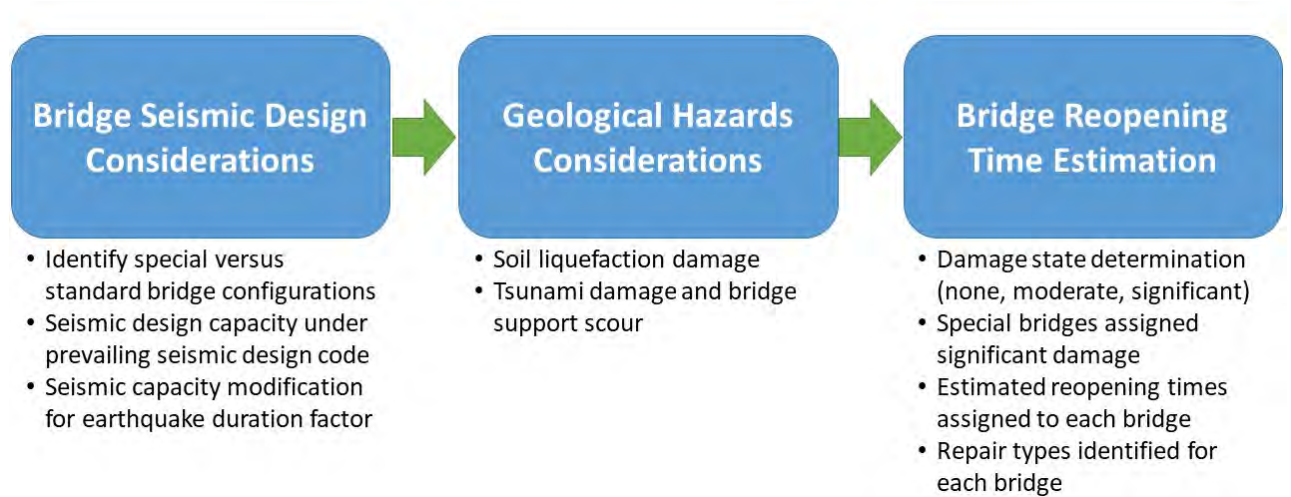 Bridge Seismic Design
Considerations
• Identify special versus
standard bridge configurations
• Seismic design capacity under
prevailing seismic design code
• Seismic capacity modification
for earthquake duration factor
Geological Hazards
Considerations
• Soil liquefaction damage
• Tsunami damage and bridge
support scour
Bridge Reopening
Time Estimation
• Damage state determination
(none, moderate, significant)
• Special bridges assigned
significant damage
• Estimated reopening times
assigned to each bridge
• Repair types identified for
each bridge